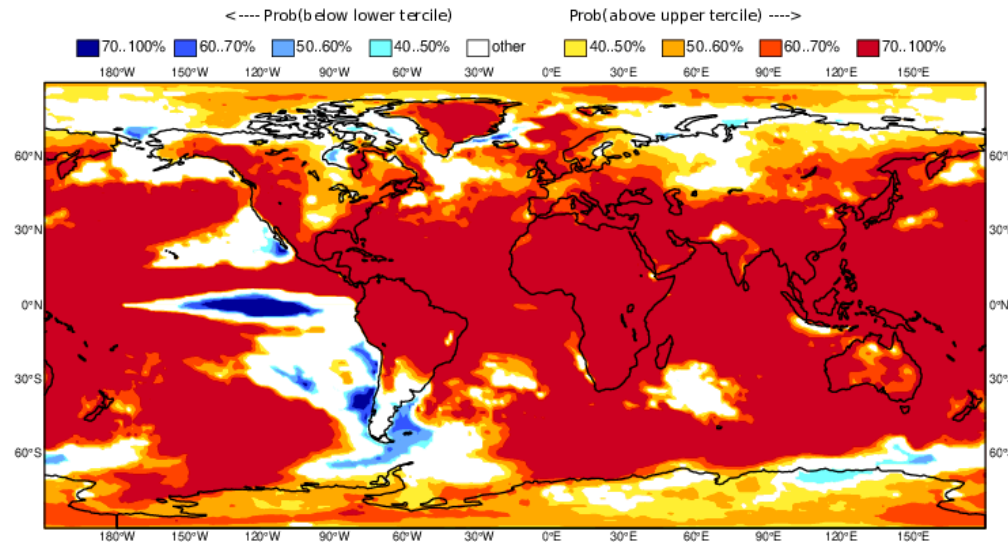 <---- Prob(below lower tercile) Prob(above upper tercile) ---->
70..100% 60..70% 50..60% 40..50% other 40..50% 50..60% 60..70% 70..100%
180°W 150°W 120°W 90°W 60°W 30°W 0°E 30°E 60°E 90°E 120°E 150°E
60°N 60°N
30°N 30°N
0°N 0°N
30°S 30°S
60°S 60°S
180°W 150°W 120°W 90°W 60°W 30°W 0°E 30°E 60°E 90°E 120°E 150°E